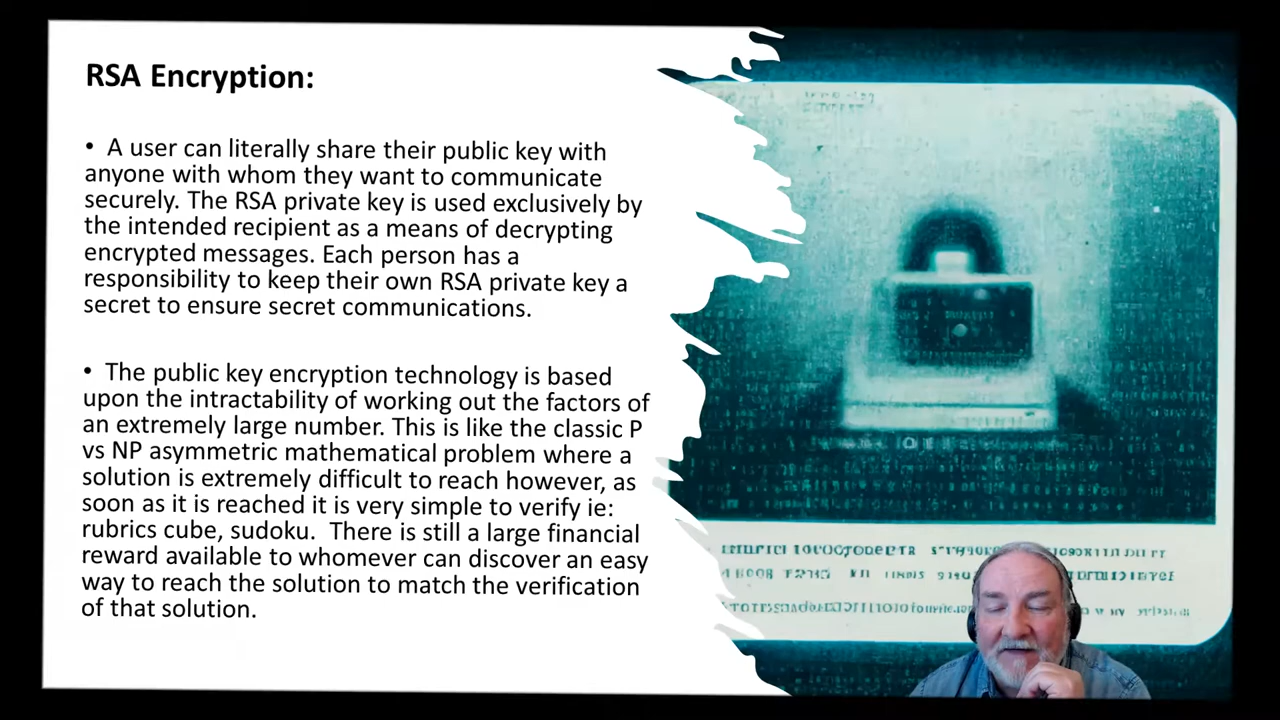 RSA Encryption:
• A user can literally share their public key with
anyone with whom they want to communicate
securely. The RSA private key is used exclusively by
the intended recipient as a means of decrypting
encrypted messages. Each person has a
responsibility to keep their own RSA private key a
secret to ensure secret communications.
• The public key encryption technology is based
upon the intractability of working out the factors of
an extremely large number. This is like the classic P
vs NP asymmetric mathematical problem where a
solution is extremely difficult to reach however, as
soon as it is reached it is very simple to verify ie:
rubrics cube, sudoku. There is still a large financial
reward available to whomever can discover an easy
way to reach the solution to match the verification
of that solution.